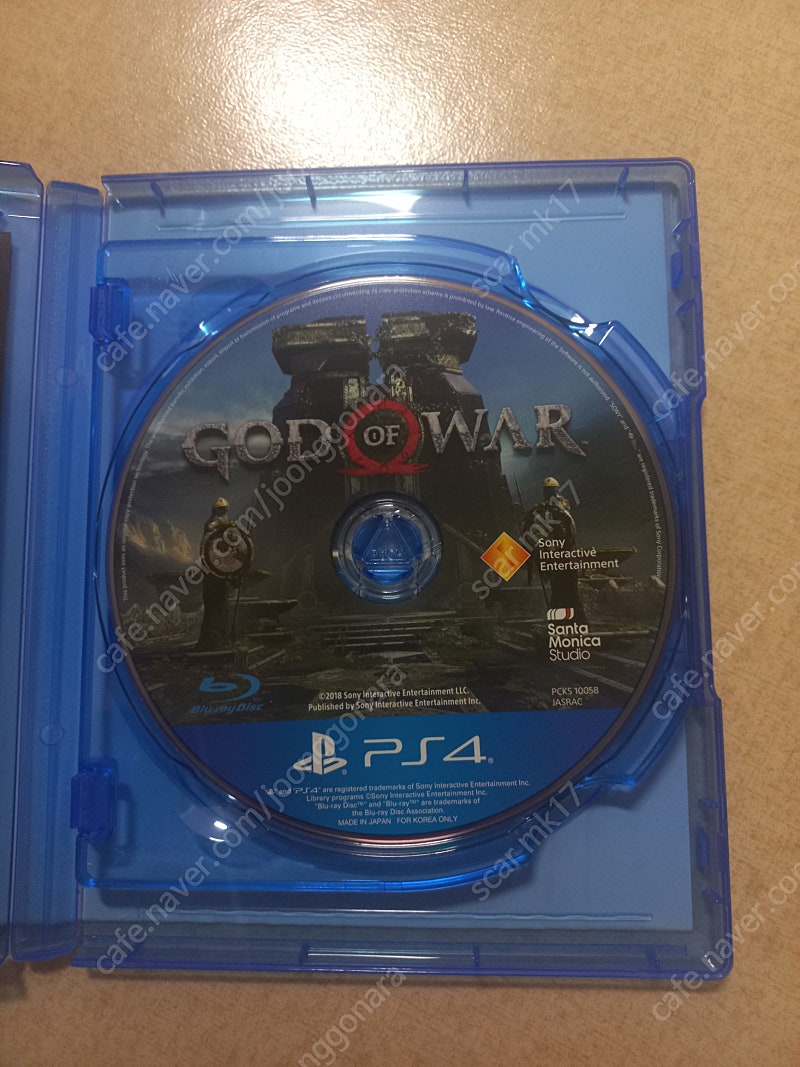 GOD OF WAR
Sony
Interactive
Entertainment
Santa
Monica
Studio
Blu-ray Disc
©2018 Sony Interactive Entertainment LLC.
Published by Sony Interactive Entertainment Inc.
PCKS 10058
JASRAC
PS4
and "PS4" are registered trademarks of Sony Interactive Entertainment Inc.
Library programs ©Sony Interactive Entertainment Inc.
"Blu-ray Disc™" and "Blu-ray™" are trademarks of
the Blu-ray Disc Association.
MADE IN JAPAN FOR KOREA ONLY
cafe.naver.com/joonggonara
scar mk17